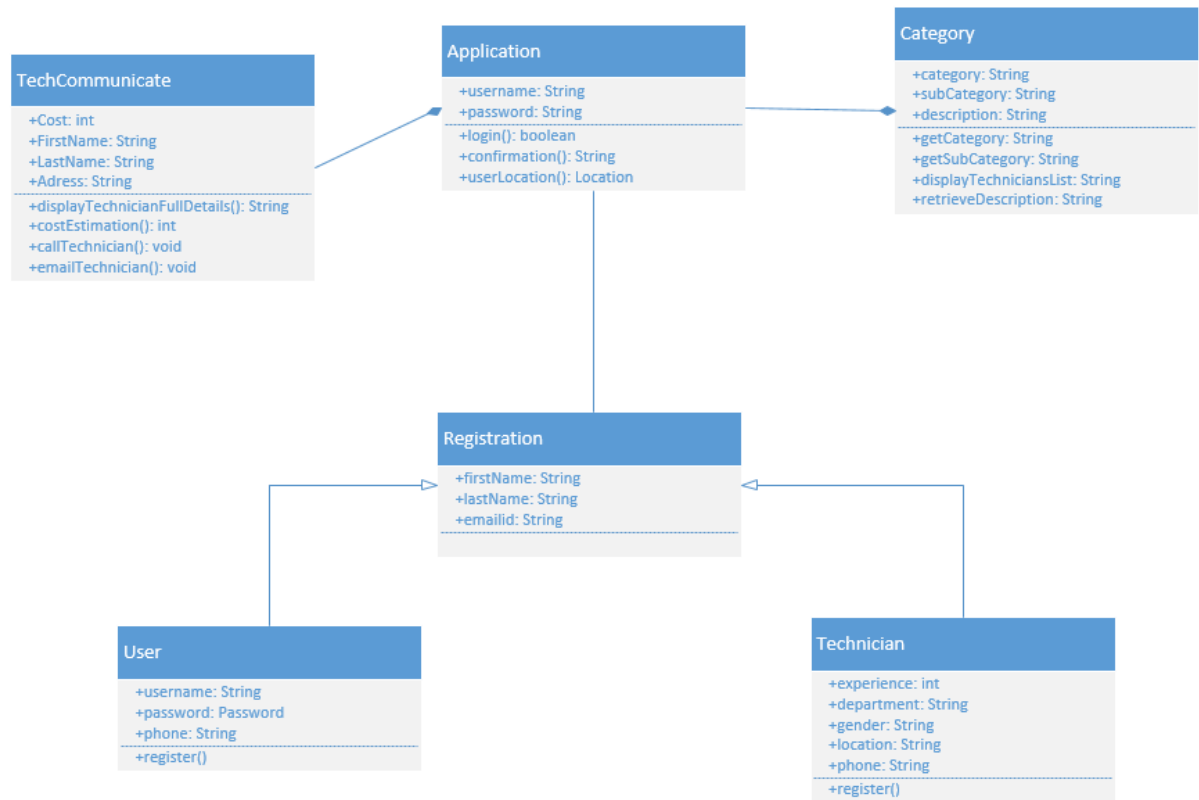 TechCommunicate
+Cost: int
+FirstName: String
+LastName: String
+Adress: String
+displayTechnicianFullDetails(): String
+costEstimation(): int
+callTechnician(): void
+emailTechnician(): void
Application
+username: String
+password: String
+login(): boolean
+confirmation(): String
+userLocation(): Location
Category
+category: String
+subCategory: String
+description: String
+getCategory: String
+getSubCategory: String
+displayTechniciansList: String
+retrieveDescription: String
Registration
+firstName: String
+lastName: String
+emailid: String
User
+username: String
+password: Password
+phone: String
+register()
Technician
+experience: int
+department: String
+gender: String
+location: String
+phone: String
+register()